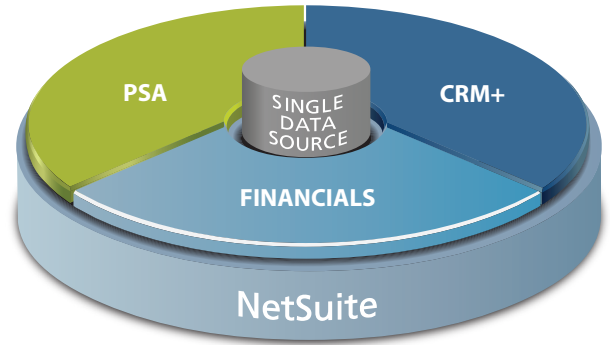 PSA
CRM+
SINGLE
DATA
SOURCE
FINANCIALS
NetSuite